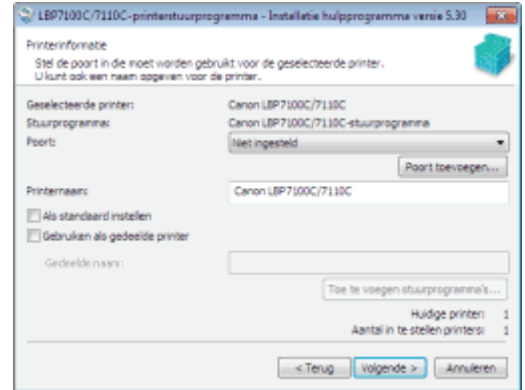 LBP7100C/7110C-printerstuurprogramma - Installatie hulpprogramma versie 5.30
Printerinformatie
Stel de poort in die moet worden gebruikt voor de geselecteerde printer.
U kunt ook een naam opgeven voor de printer.
Geselecteerde printer: Canon LBP7100C/7110C
Stuurprogramma: Canon LBP7100C/7110C-stuurprogramma
Poort: Niet ingesteld
Poort toevoegen...
Printernaam: Canon LBP7100C/7110C
Als standaard instellen
Gebruiken als gedeelde printer
Gedeelde naam:
Toe te voegen stuurprogramma's...
Huidige printer: 1
Aantal in te stellen printers: 1
< Terug Volgende > Annuleren